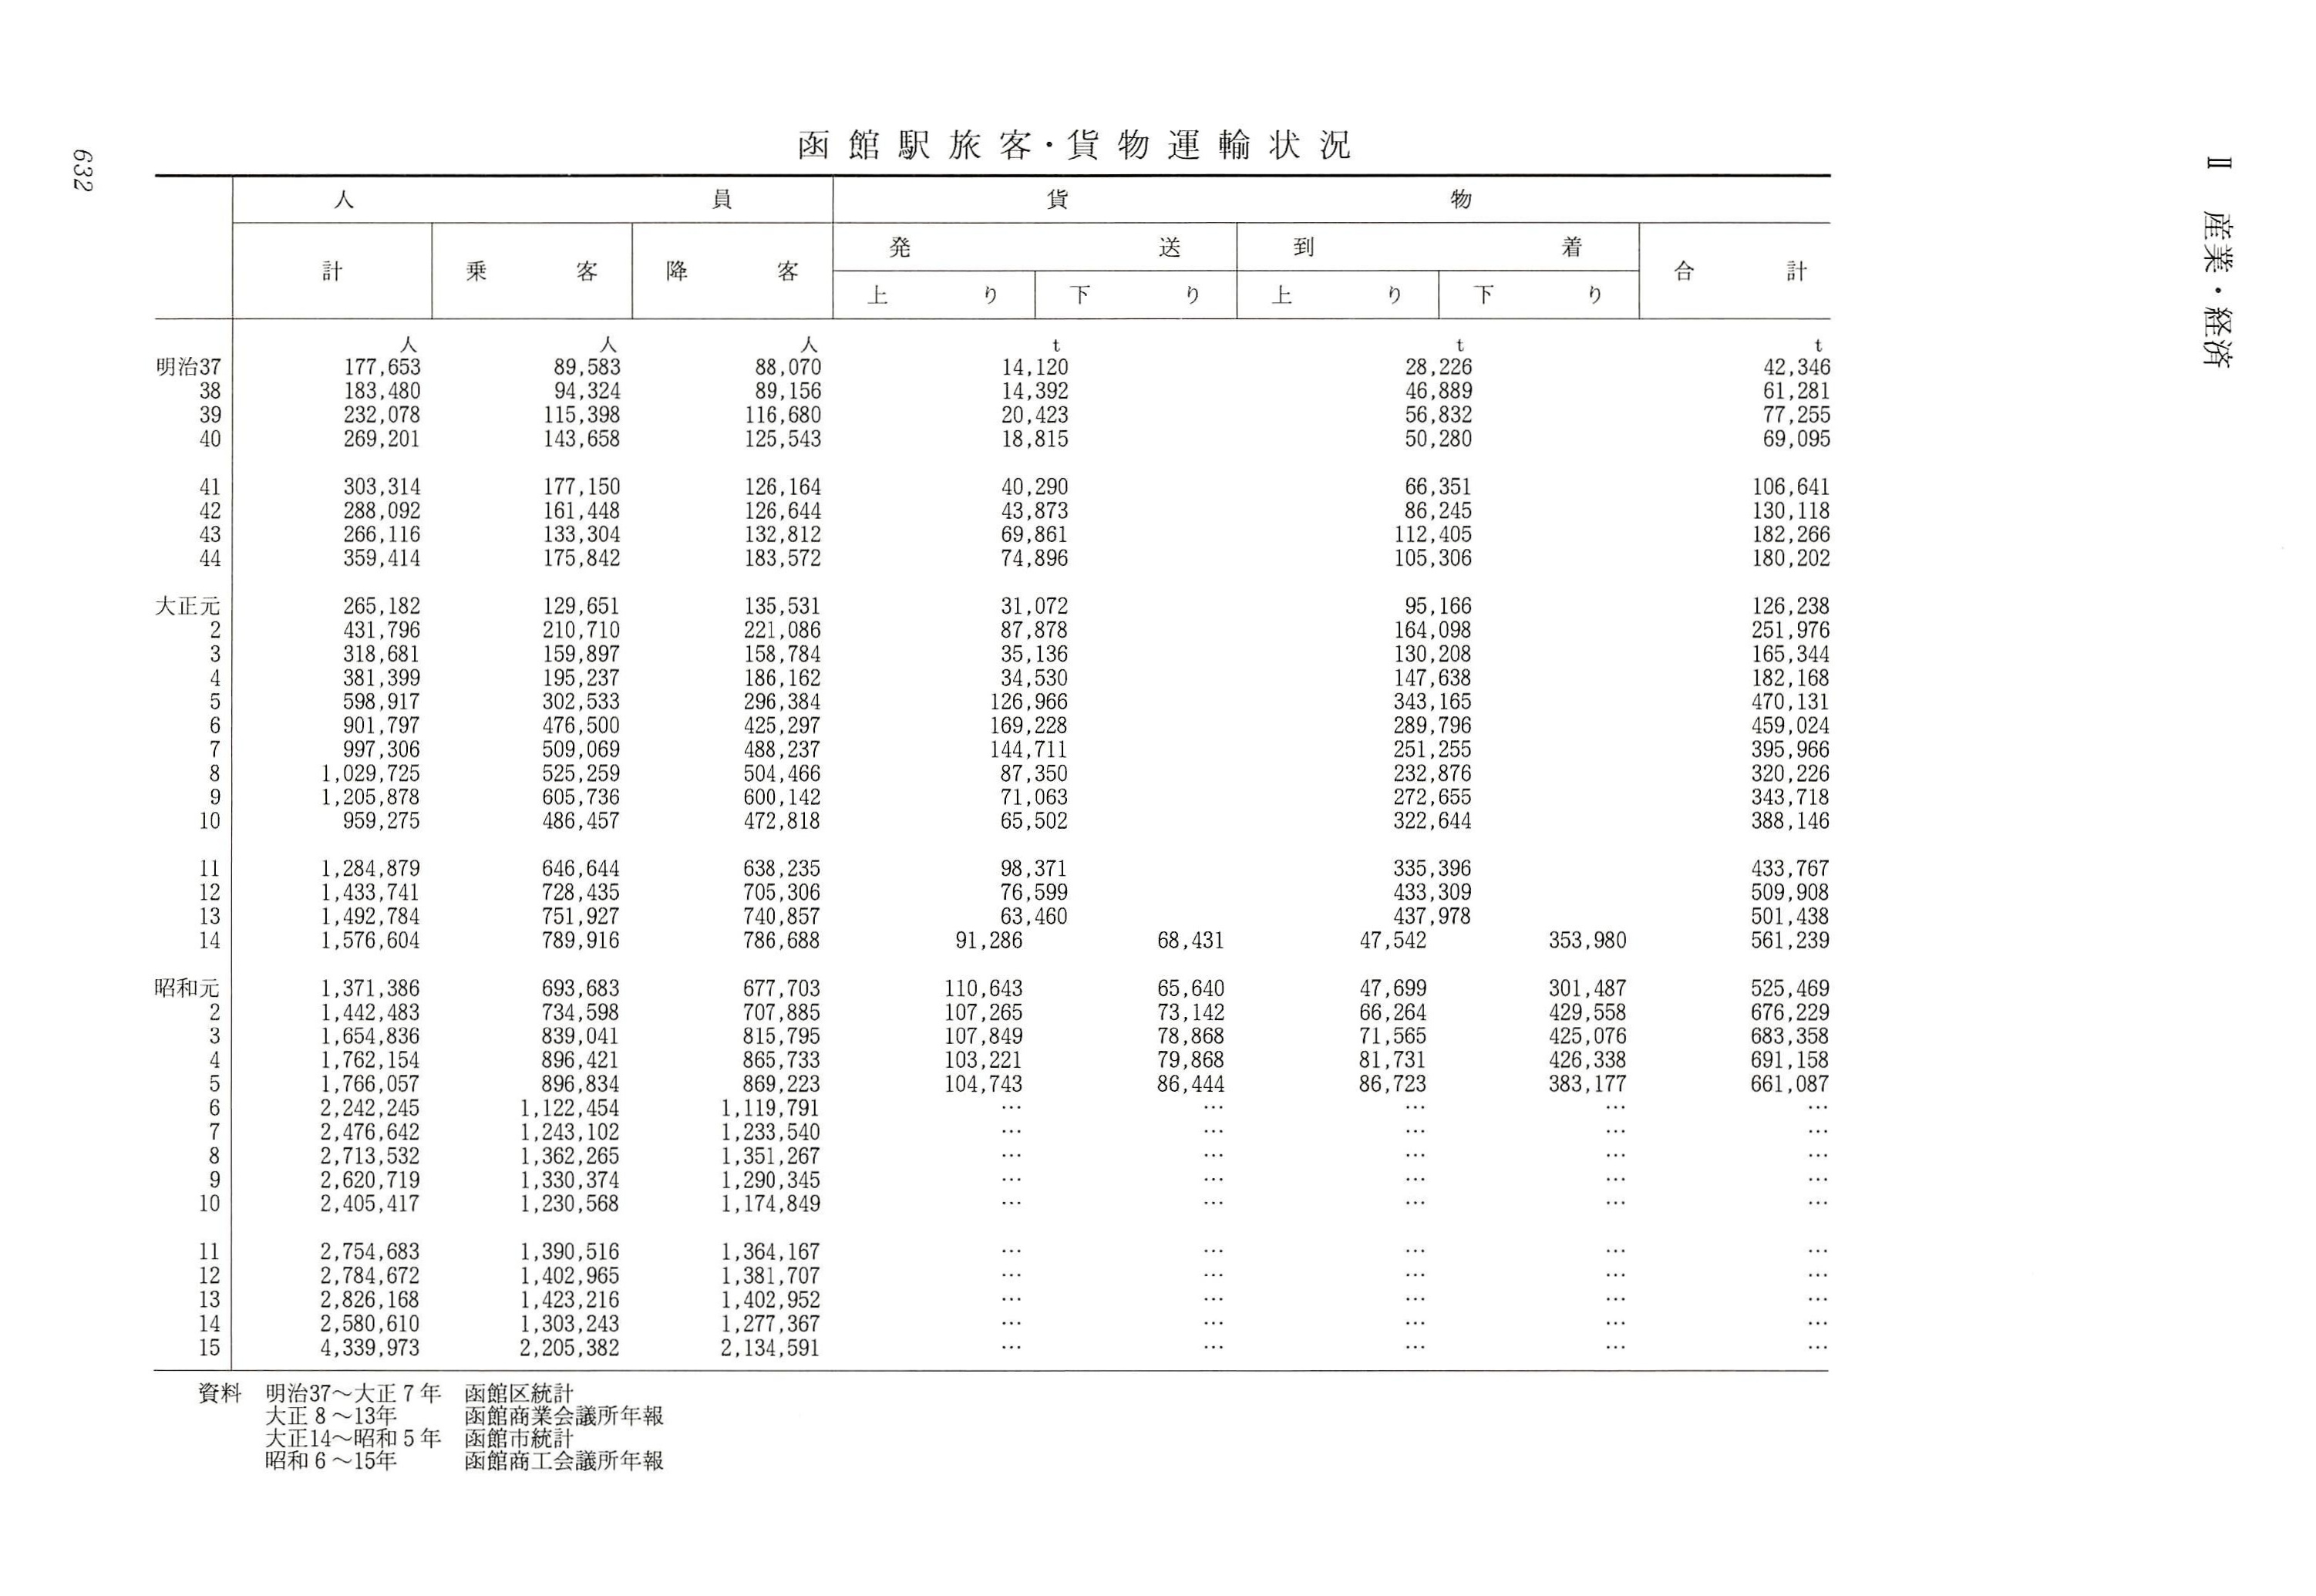 632
Ⅱ 産業・経済
函館駅旅客・貨物運輸状況
人員 貨物
計 乗客 降客 発送 到着 合計
上り 下り 上り 下り
人 人 人 t t t
明治37 177,653 89,583 88,070 14,120 28,226 42,346
38 183,480 94,324 89,156 14,392 46,889 61,281
39 232,078 115,398 116,680 20,423 56,832 77,255
40 269,201 143,658 125,543 18,815 50,280 69,095
41 303,314 177,150 126,164 40,290 66,351 106,641
42 288,092 161,448 126,644 43,873 86,245 130,118
43 266,116 133,304 132,812 69,861 112,405 182,266
44 359,414 175,842 183,572 74,896 105,306 180,202
大正元 265,182 129,651 135,531 31,072 95,166 126,238
2 431,796 210,710 221,086 87,878 164,098 251,976
3 318,681 159,897 158,784 35,136 130,208 165,344
4 381,399 195,237 186,162 34,530 147,638 182,168
5 598,917 302,533 296,384 126,966 343,165 470,131
6 901,797 476,500 425,297 169,228 289,796 459,024
7 997,306 509,069 488,237 144,711 251,255 395,966
8 1,029,725 525,259 504,466 87,350 232,876 320,226
9 1,205,878 605,736 600,142 71,063 272,655 343,718
10 959,275 486,457 472,818 65,502 322,644 388,146
11 1,284,879 646,644 638,235 98,371 335,396 433,767
12 1,433,741 728,435 705,306 76,599 433,309 509,908
13 1,492,784 751,927 740,857 63,460 437,978 501,438
14 1,576,604 789,916 786,688 91,286 68,431 47,542 353,980 561,239
昭和元 1,371,386 693,683 677,703 110,643 65,640 47,699 301,487 525,469
2 1,442,483 734,598 707,885 107,265 73,142 66,264 429,558 676,229
3 1,654,836 839,041 815,795 107,849 78,868 71,565 425,076 683,358
4 1,762,154 896,421 865,733 103,221 79,868 81,731 426,338 691,158
5 1,766,057 896,834 869,223 104,743 86,444 86,723 383,177 661,087
6 2,242,245 1,122,454 1,119,791 … … … … …
7 2,476,642 1,243,102 1,233,540 … … … … …
8 2,713,532 1,362,265 1,351,267 … … … … …
9 2,620,719 1,330,374 1,290,345 … … … … …
10 2,405,417 1,230,568 1,174,849 … … … … …
11 2,754,683 1,390,516 1,364,167 … … … … …
12 2,784,672 1,402,965 1,381,707 … … … … …
13 2,826,168 1,423,216 1,402,952 … … … … …
14 2,580,610 1,303,243 1,277,367 … … … … …
15 4,339,973 2,205,382 2,134,591 … … … … …
資料 明治37～大正7年 函館区統計
大正8～13年 函館商業会議所年報
大正14～昭和5年 函館市統計
昭和6～15年 函館商工会議所年報